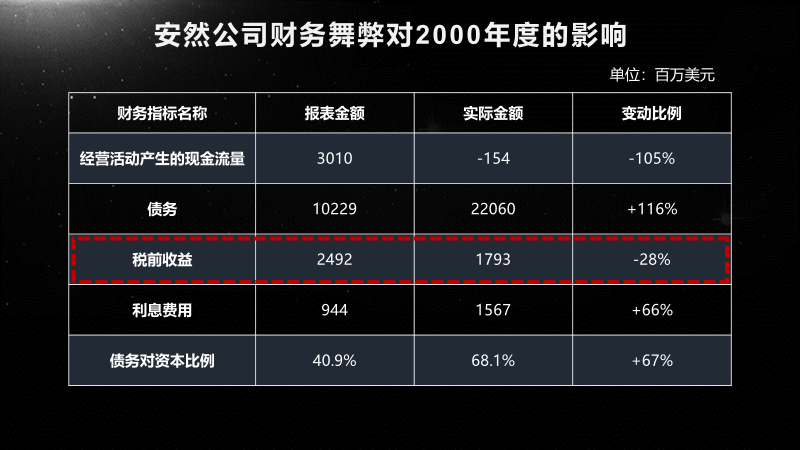 安然公司财务舞弊对2000年度的影响
单位：百万美元
财务指标名称 报表金额 实际金额 变动比例
经营活动产生的现金流量 3010 -154 -105%
债务 10229 22060 +116%
税前收益 2492 1793 -28%
利息费用 944 1567 +66%
债务对资本比例 40.9% 68.1% +67%